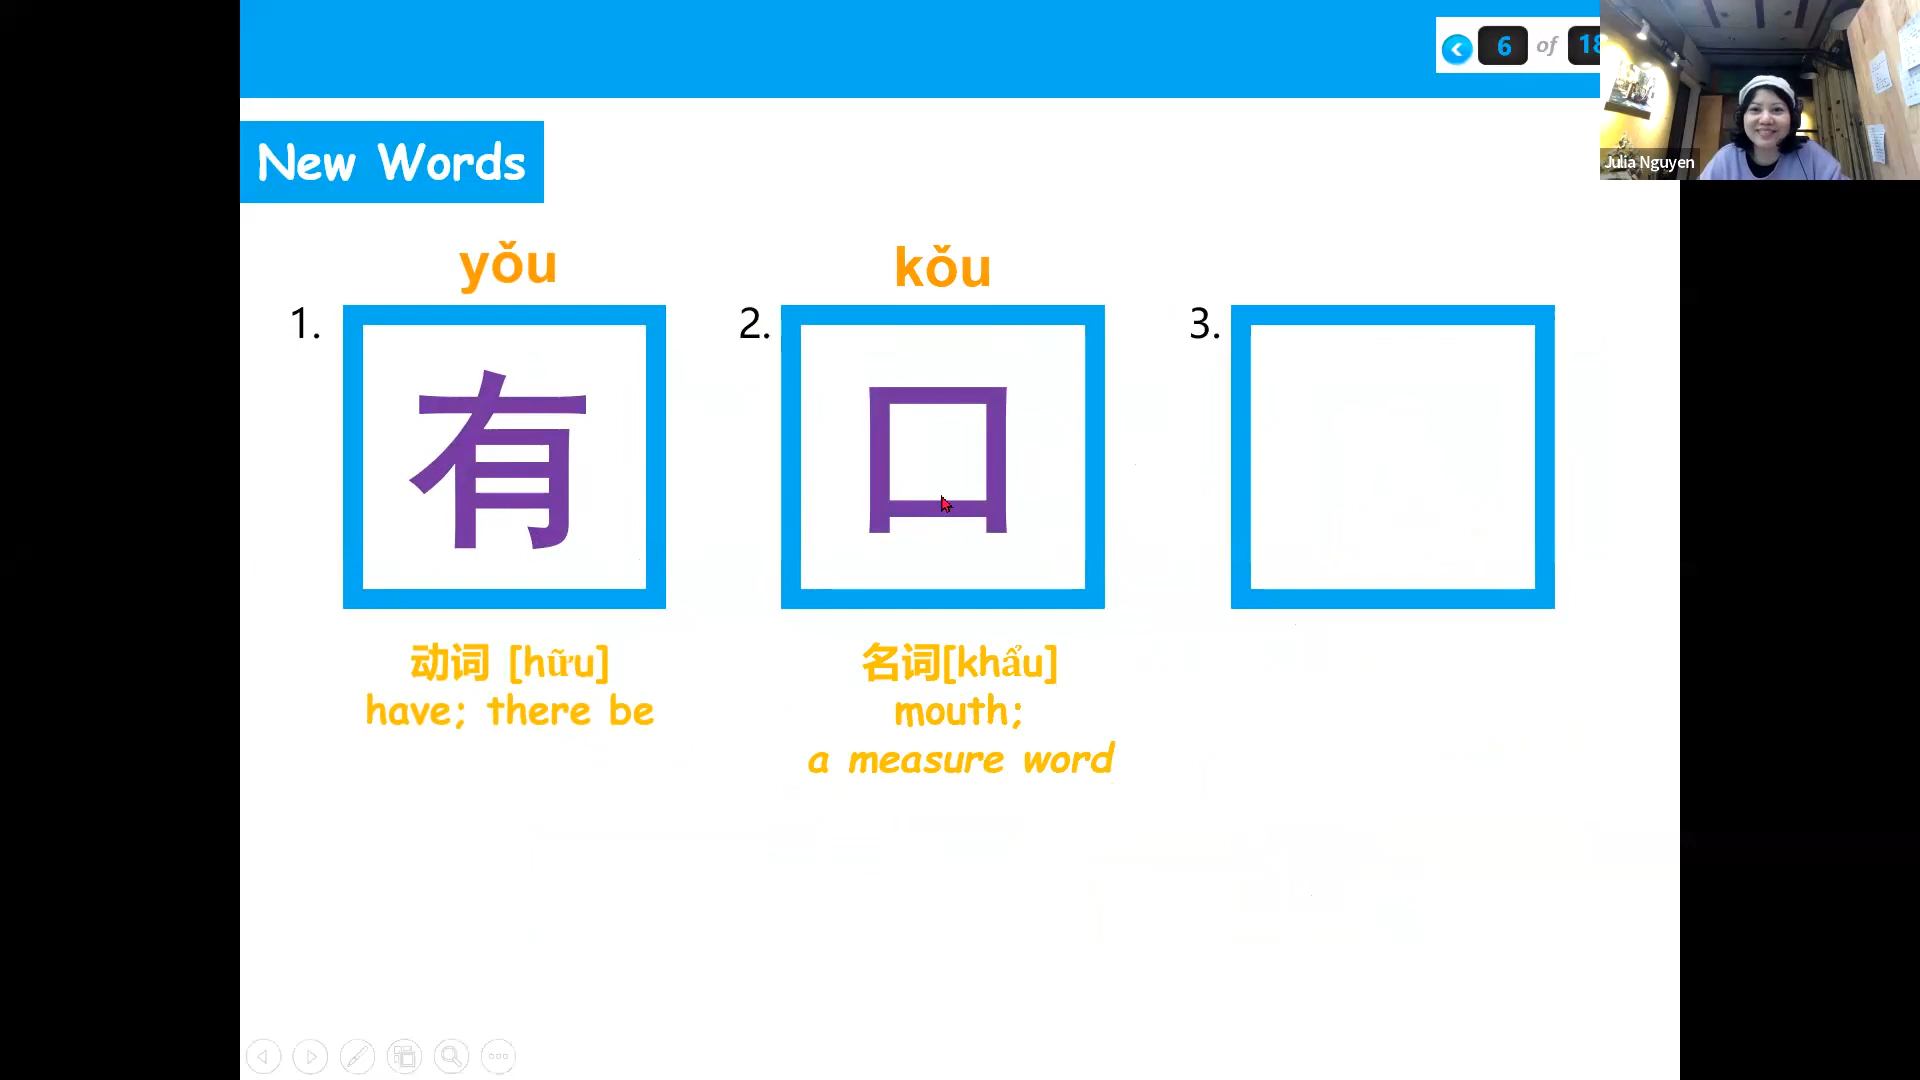 6 of 18
Julia Nguyen
New Words
yǒu
kǒu
1.
有
2.
口
3.
动词 [hữu]
have; there be
名词[khẩu]
mouth;
a measure word